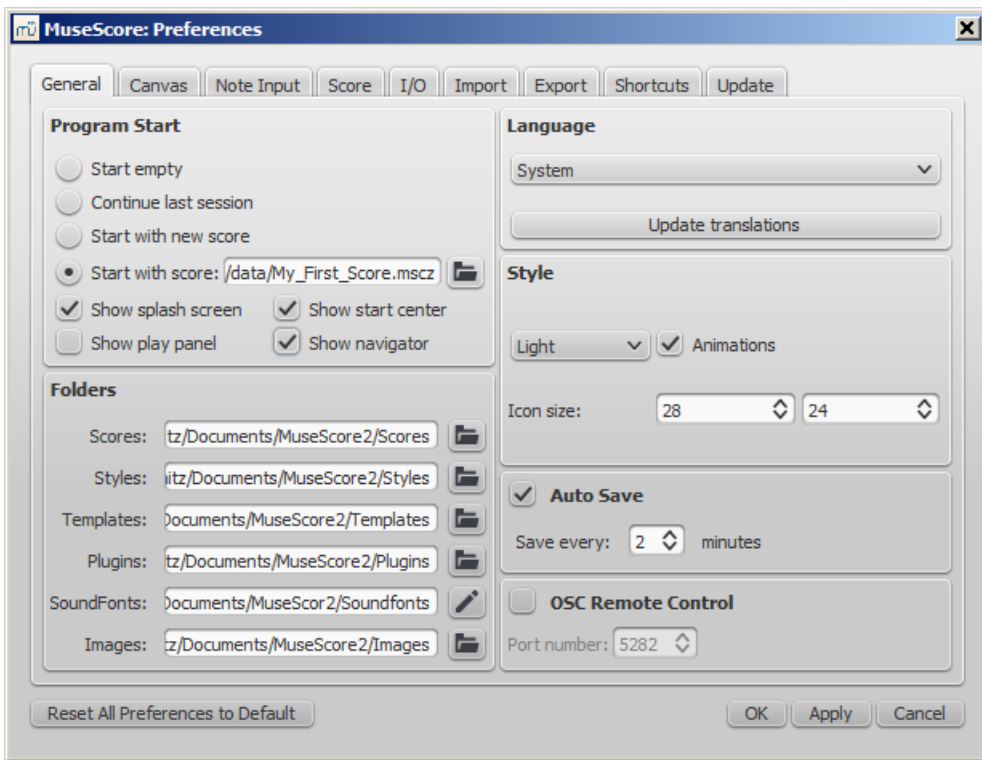 mü MuseScore: Preferences
General Canvas Note Input Score I/O Import Export Shortcuts Update
Program Start
Start empty
Continue last session
Start with new score
Start with score: /data/My_First_Score.mscz
Show splash screen Show start center
Show play panel Show navigator
Folders
Scores: tz/Documents/MuseScore2/Scores
Styles: itz/Documents/MuseScore2/Styles
Templates: Documents/MuseScore2/Templates
Plugins: tz/Documents/MuseScore2/Plugins
SoundFonts: Documents/MuseScor2/Soundfonts
Images: tz/Documents/MuseScore2/Images
Language
System
Update translations
Style
Light Animations
Icon size: 28 24
Auto Save
Save every: 2 minutes
OSC Remote Control
Port number: 5282
Reset All Preferences to Default OK Apply Cancel